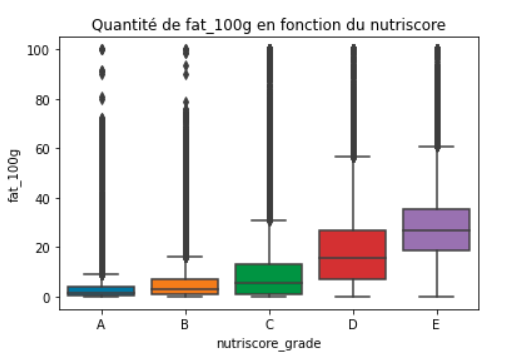 Quantité de fat_100g en fonction du nutriscore
100
80
60
40
20
0
fat_100g
A B C D E
nutriscore_grade